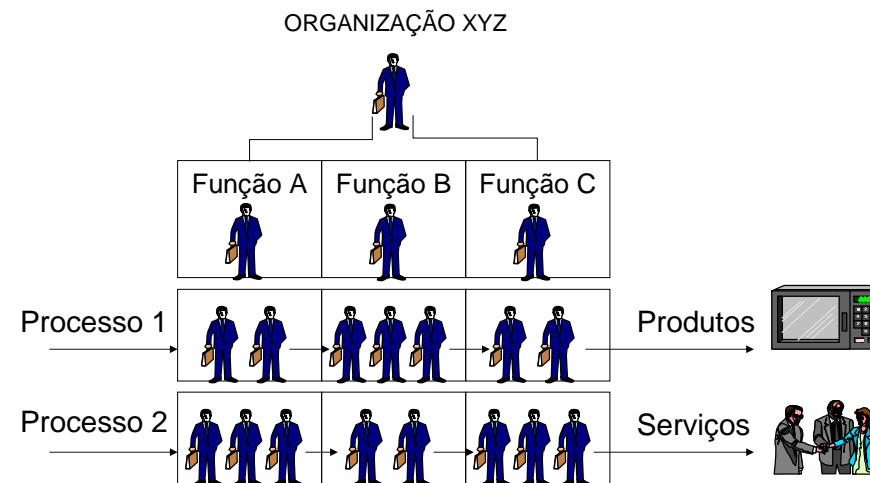 ORGANIZAÇÃO XYZ
Função A Função B Função C
Processo 1 Produtos
Processo 2 Serviços